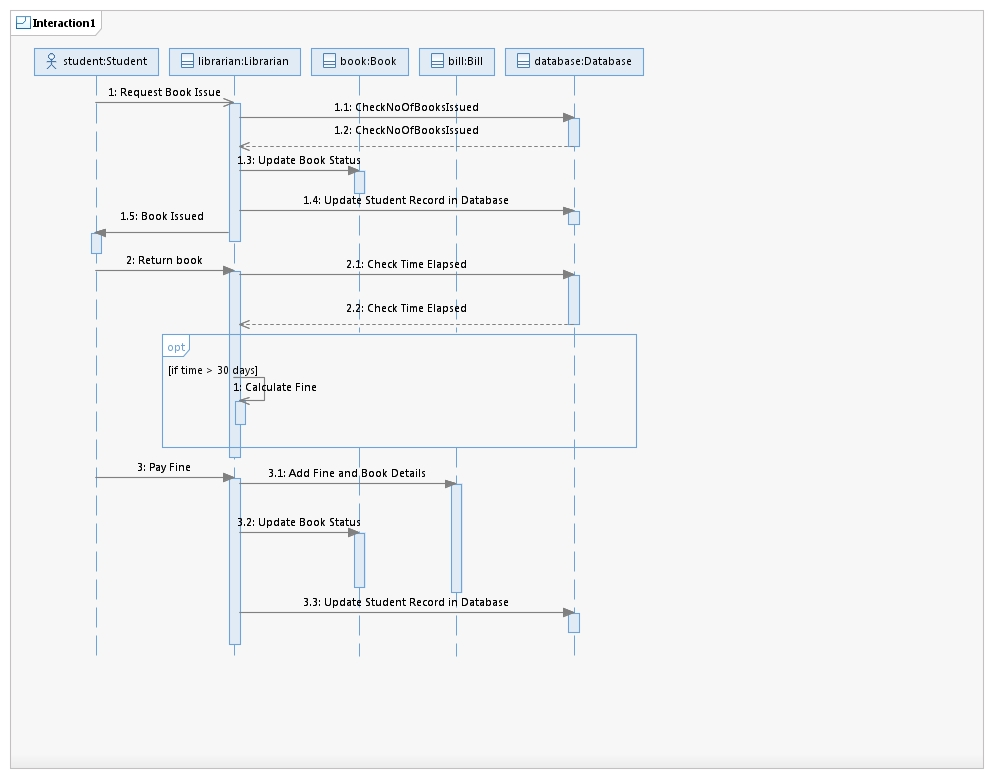 Interaction1
student:Student
librarian:Librarian
book:Book
bill:Bill
database:Database
1: Request Book Issue
1.1: CheckNoOfBooksIssued
1.2: CheckNoOfBooksIssued
1.3: Update Book Status
1.4: Update Student Record in Database
1.5: Book Issued
2: Return book
2.1: Check Time Elapsed
2.2: Check Time Elapsed
opt
[if time > 30 days]
1: Calculate Fine
3: Pay Fine
3.1: Add Fine and Book Details
3.2: Update Book Status
3.3: Update Student Record in Database